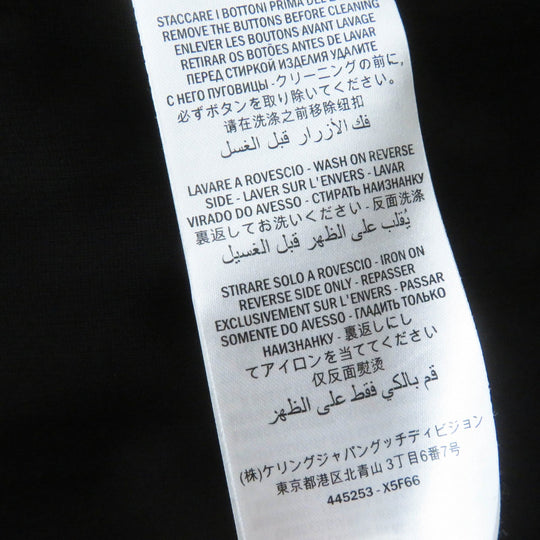 STACCARE I BOTTONI PRIMA DEL
REMOVE THE BUTTONS BEFORE CLEANING
ENLEVER LES BOUTONS AVANT LAVAGE
RETIRAR OS BOTÕES ANTES DE LAVAR
ПЕРЕД СТИРКОЙ ИЗДЕЛИЯ УДАЛИТЕ
С НЕГО ПУГОВИЦЫ - クリーニングの前に,
必ずボタンを取り除いてください。
请在洗涤之前移除纽扣
فك الأزرار قبل الغسل
LAVARE A ROVESCIO - WASH ON REVERSE
SIDE - LAVER SUR L'ENVERS - LAVAR
VIRADO DO AVESSO - СТИРАТЬ НАИЗНАНКУ
裏返してお洗いください - 反面洗涤
يُقلب على الظهر قبل الغسيل
STIRARE SOLO A ROVESCIO - IRON ON
REVERSE SIDE ONLY - REPASSER
EXCLUSIVEMENT SUR L'ENVERS - PASSAR
SOMENTE DO AVESSO - ГЛАДИТЬ ТОЛЬКО
НАИЗНАНКУ - 裏返しにし
てアイロンを当ててください
仅反面熨烫
قم بالكي فقط على الظهر
(株)ケリングジャパングッチディビジョン
東京都港区北青山 3丁目6番7号
445253 - X5F66